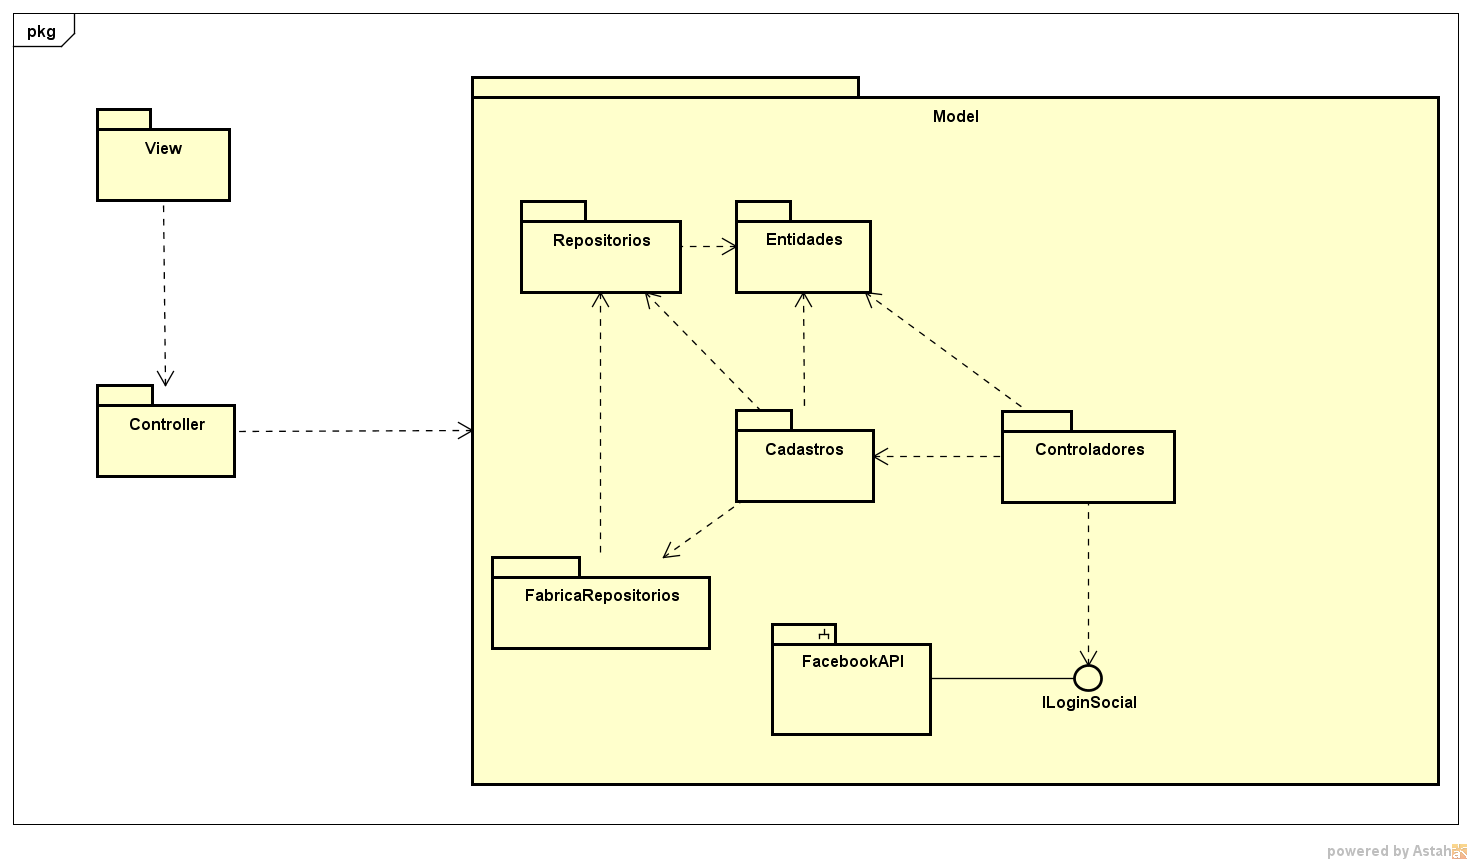 pkg
Model
View
Repositorios
Entidades
Controller
Cadastros
Controladores
FabricaRepositorios
FacebookAPI
ILoginSocial
powered by Astah